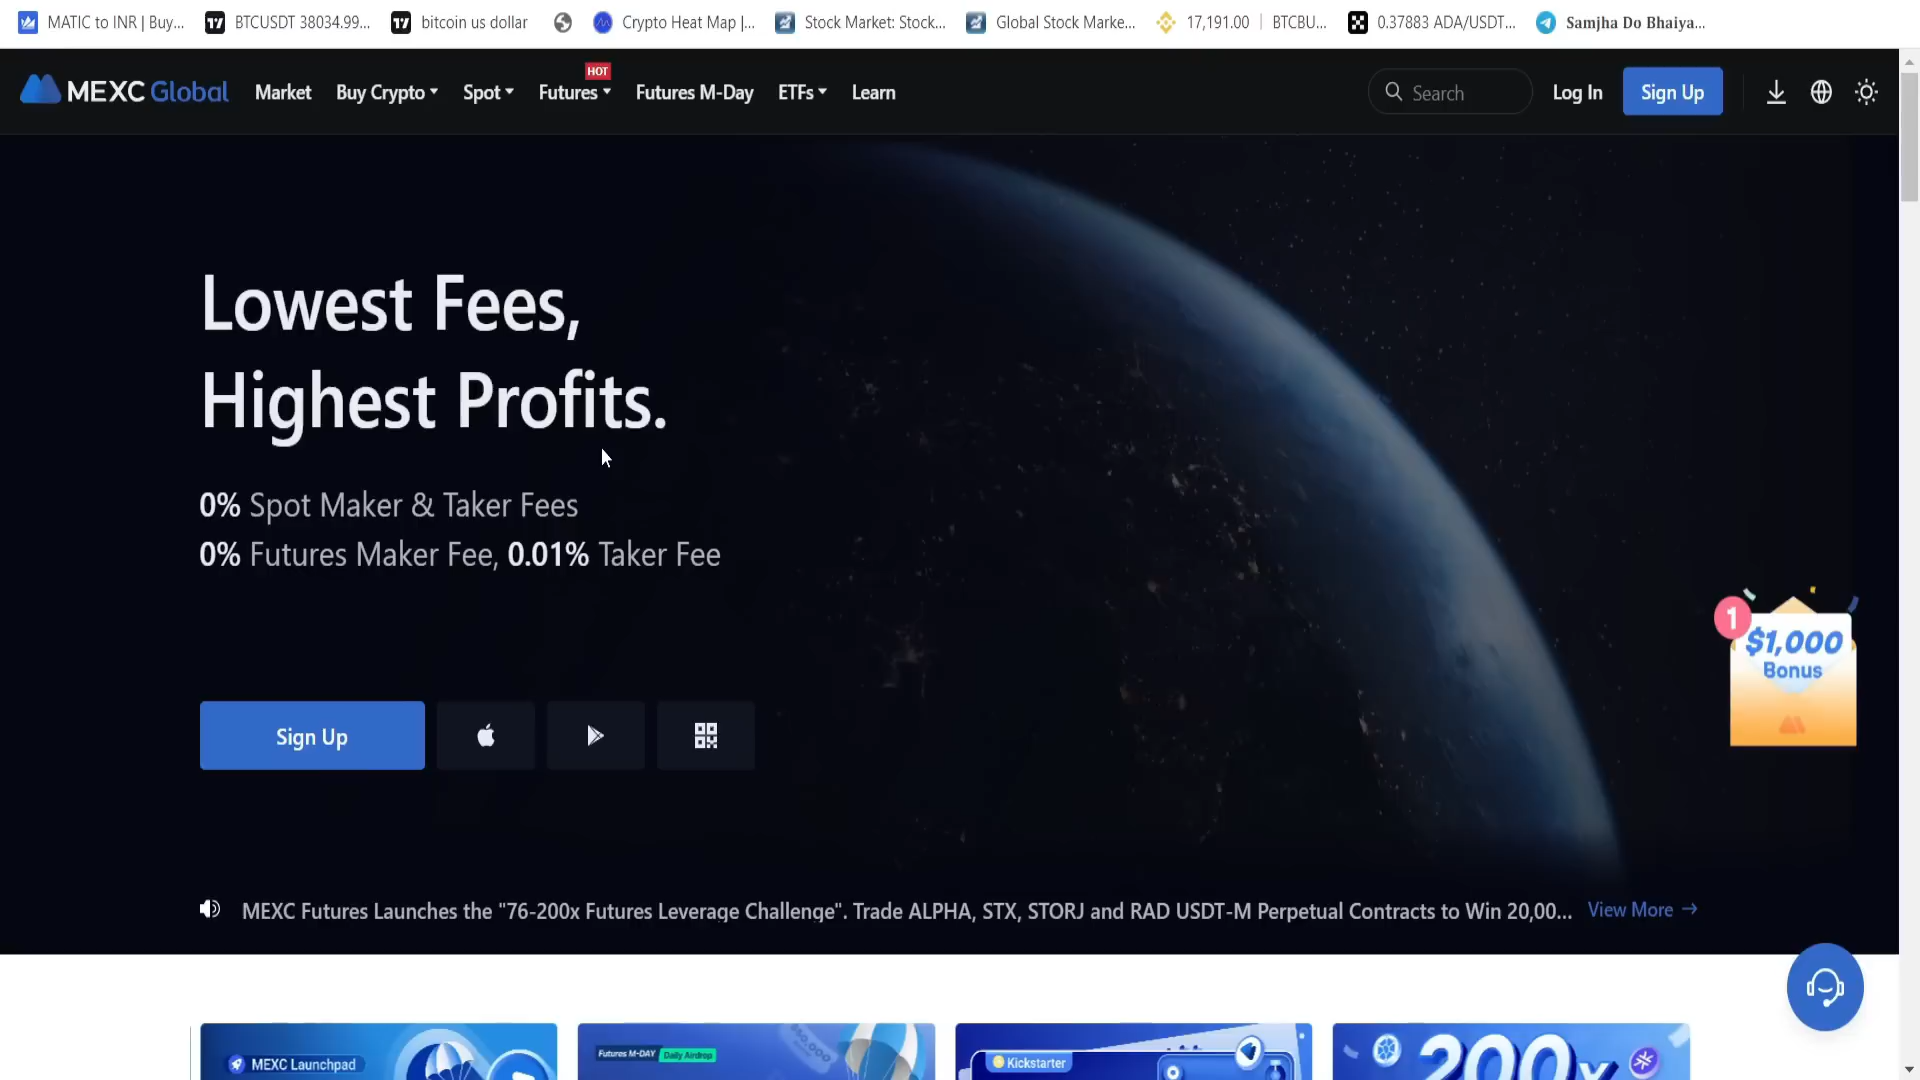 MATIC to INR | Buy...
BTCUSDT 38034.99...
bitcoin us dollar
Crypto Heat Map |...
Stock Market: Stock...
Global Stock Marke...
17,191.00 | BTCBU...
0.37883 ADA/USDT...
Samjha Do Bhaiya...
MEXC Global
Market
Buy Crypto
Spot
Futures
HOT
Futures M-Day
ETFs
Learn
Search
Log In
Sign Up
Lowest Fees,
Highest Profits.
0% Spot Maker & Taker Fees
0% Futures Maker Fee, 0.01% Taker Fee
1
$1,000
Bonus
Sign Up
MEXC Futures Launches the "76-200x Futures Leverage Challenge". Trade ALPHA, STX, STORJ and RAD USDT-M Perpetual Contracts to Win 20,00...
View More
MEXC Launchpad
Futures M-DAY
Daily Airdrop
$50,000
Kickstarter
200x